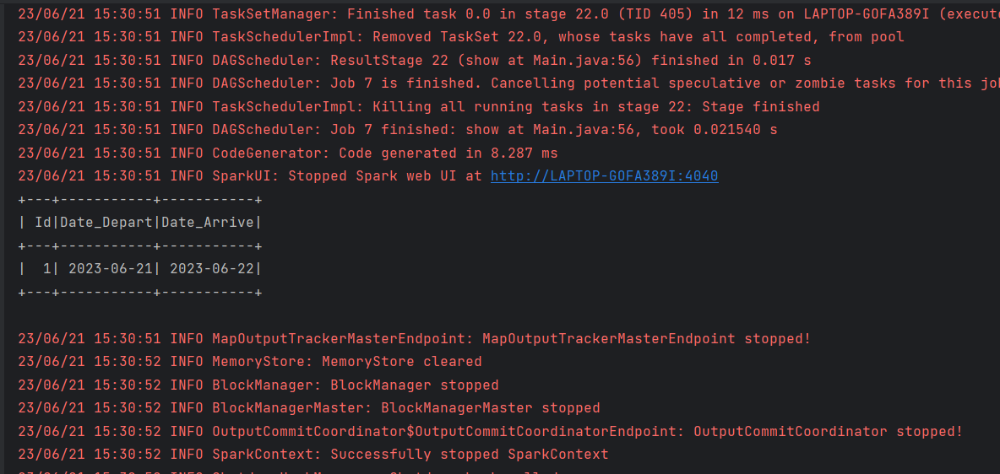 23/06/21 15:30:51 INFO TaskSetManager: Finished task 0.0 in stage 22.0 (TID 405) in 12 ms on LAPTOP-GOFA389I
23/06/21 15:30:51 INFO TaskSchedulerImpl: Removed TaskSet 22.0, whose tasks have all completed, from pool
23/06/21 15:30:51 INFO DAGScheduler: ResultStage 22 (show at Main.java:56) finished in 0.017 s
23/06/21 15:30:51 INFO DAGScheduler: Job 7 is finished. Cancelling potential speculative or zombie tasks for this
23/06/21 15:30:51 INFO TaskSchedulerImpl: Killing all running tasks in stage 22: Stage finished
23/06/21 15:30:51 INFO DAGScheduler: Job 7 finished: show at Main.java:56, took 0.021540 s
23/06/21 15:30:51 INFO CodeGenerator: Code generated in 8.287 ms
23/06/21 15:30:51 INFO SparkUI: Stopped Spark web UI at http://LAPTOP-GOFA389I:4040
+---+-----------+-----------+
| Id|Date_Depart|Date_Arrive|
+---+-----------+-----------+
|  1| 2023-06-21| 2023-06-22|
+---+-----------+-----------+
23/06/21 15:30:51 INFO MapOutputTrackerMasterEndpoint: MapOutputTrackerMasterEndpoint stopped!
23/06/21 15:30:52 INFO MemoryStore: MemoryStore cleared
23/06/21 15:30:52 INFO BlockManager: BlockManager stopped
23/06/21 15:30:52 INFO BlockManagerMaster: BlockManagerMaster stopped
23/06/21 15:30:52 INFO OutputCommitCoordinator$OutputCommitCoordinatorEndpoint: OutputCommitCoordinator stopped!
23/06/21 15:30:52 INFO SparkContext: Successfully stopped SparkContext